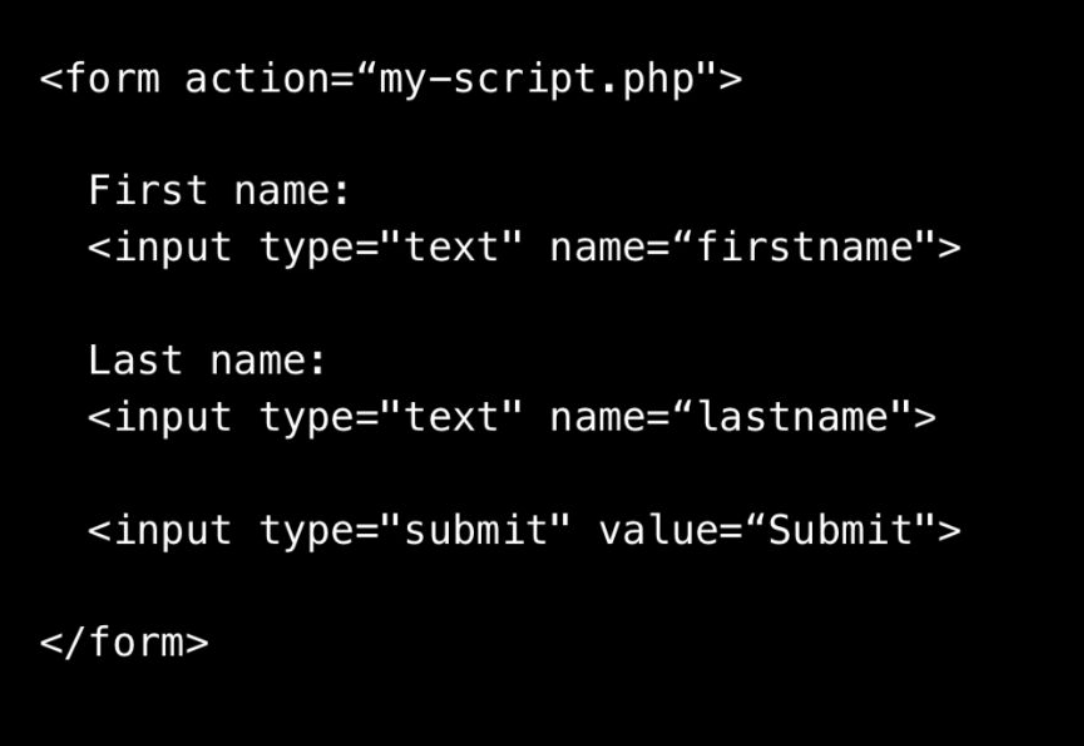 <form action=“my-script.php">
First name:
<input type="text" name=“firstname">
Last name:
<input type="text" name=“lastname">
<input type="submit" value=“Submit">
</form>